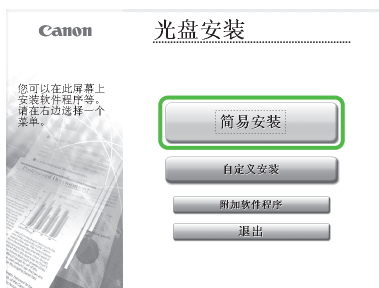 Canon
光盘安装
您可以在此屏幕上
安装软件程序等。
请在右边选择一个
菜单。
简易安装
自定义安装
附加软件程序
退出